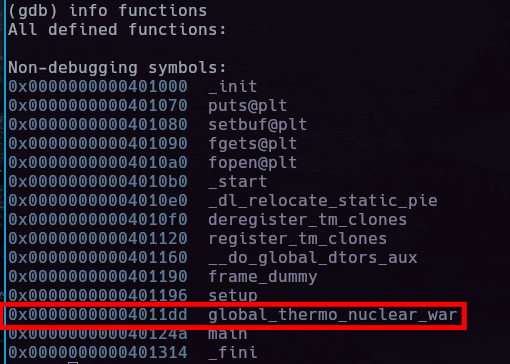 (gdb) info functions
All defined functions:
Non-debugging symbols:
0x0000000000401000 _init
0x0000000000401070 puts@plt
0x0000000000401080 setbuf@plt
0x0000000000401090 fgets@plt
0x00000000004010a0 fopen@plt
0x00000000004010b0 _start
0x00000000004010e0 _dl_relocate_static_pie
0x00000000004010f0 deregister_tm_clones
0x0000000000401120 register_tm_clones
0x0000000000401160 __do_global_dtors_aux
0x0000000000401190 frame_dummy
0x0000000000401196 setup
0x00000000004011dd global_thermo_nuclear_war
0x000000000040124a main
0x0000000000401314 _fini